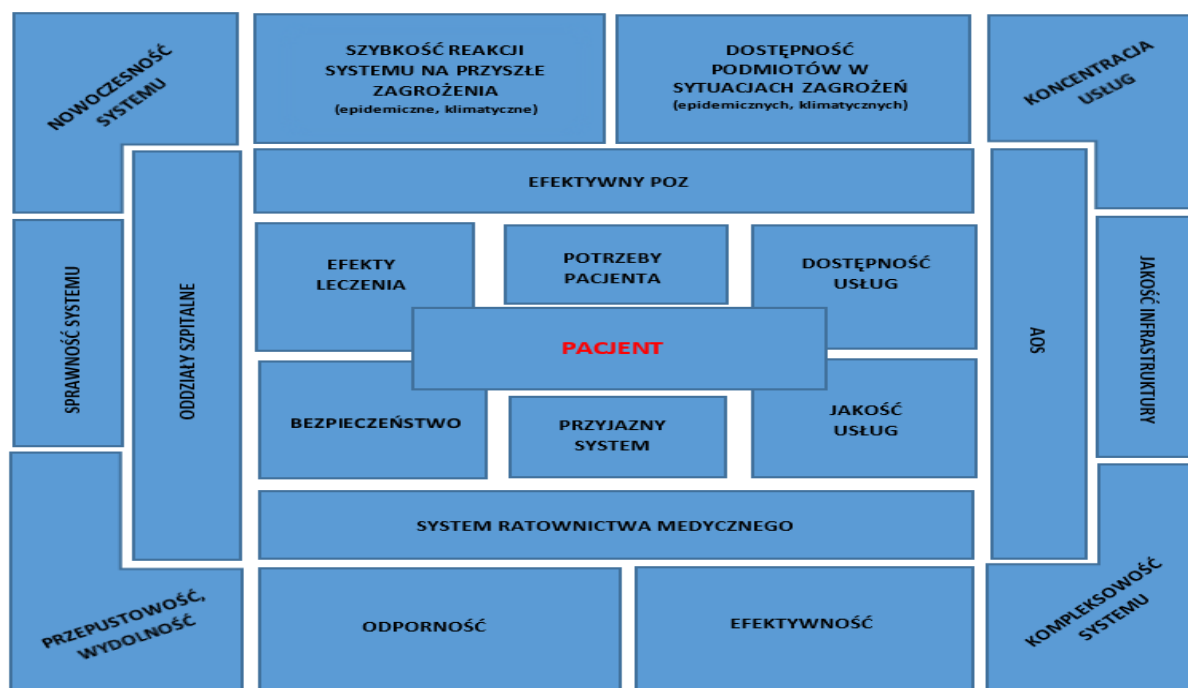 NOWOCZESNOŚĆ
SYSTEMU
SZYBKOŚĆ REAKCJI
SYSTEMU NA PRZYSZŁE
ZAGROŻENIA
(epidemiczne, klimatyczne)
DOSTĘPNOŚĆ
PODMIOTÓW W
SYTUACJACH ZAGROŻEŃ
(epidemicznych, klimatycznych)
KONCENTRACJA
USŁUG
EFEKTYWNY POZ
SPRAWNOŚĆ SYSTEMU
ODDZIAŁY SZPITALNE
EFEKTY
LECZENIA
POTRZEBY
PACJENTA
DOSTĘPNOŚĆ
USŁUG
PACJENT
BEZPIECZEŃSTWO
PRZYJAZNY
SYSTEM
JAKOŚĆ
USŁUG
AOS
JAKOŚĆ INFRASTRUKTURY
SYSTEM RATOWNICTWA MEDYCZNEGO
PRZEPUSTOWOŚĆ,
WYDOLNOŚĆ
ODPORNOŚĆ
EFEKTYWNOŚĆ
KOMPLEKSOWOŚĆ
SYSTEMU